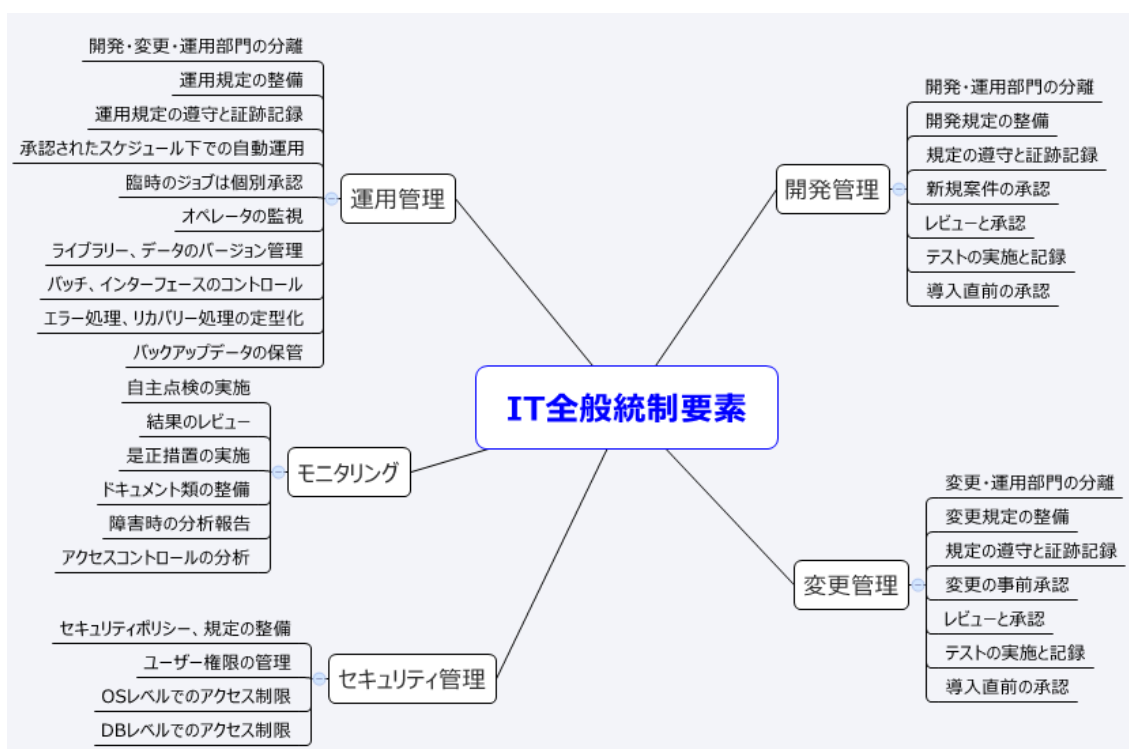 IT全般統制要素
開発管理
開発・運用部門の分離
開発規定の整備
規定の遵守と証跡記録
新規案件の承認
レビューと承認
テストの実施と記録
導入直前の承認
変更管理
変更・運用部門の分離
変更規定の整備
規定の遵守と証跡記録
変更の事前承認
レビューと承認
テストの実施と記録
導入直前の承認
運用管理
開発・変更・運用部門の分離
運用規定の整備
運用規定の遵守と証跡記録
承認されたスケジュール下での自動運用
臨時のジョブは個別承認
オペレータの監視
ライブラリー、データのバージョン管理
バッチ、インターフェースのコントロール
エラー処理、リカバリー処理の定型化
バックアップデータの保管
モニタリング
自主点検の実施
結果のレビュー
是正措置の実施
ドキュメント類の整備
障害時の分析報告
アクセスコントロールの分析
セキュリティ管理
セキュリティポリシー、規定の整備
ユーザー権限の管理
OSレベルでのアクセス制限
DBレベルでのアクセス制限